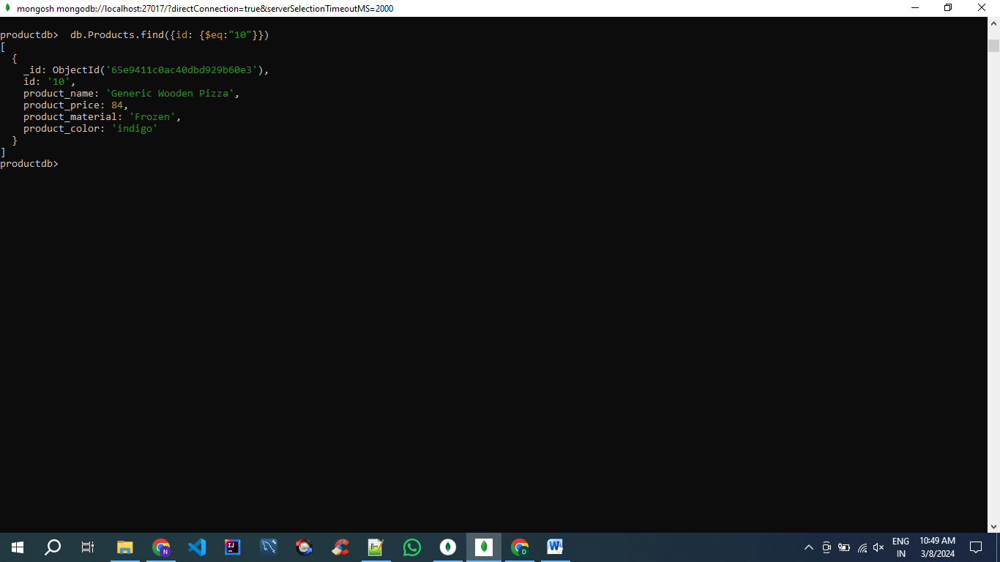 mongosh mongodb://localhost:27017/?directConnection=true&serverSelectionTimeoutMS=2000
productdb>  db.Products.find({id: {$eq:"10"}})
[
  {
    _id: ObjectId('65e9411c0ac40dbd929b60e3'),
    id: '10',
    product_name: 'Generic Wooden Pizza',
    product_price: 84,
    product_material: 'Frozen',
    product_color: 'indigo'
  }
]
productdb>
ENG
IN
10:49 AM
3/8/2024